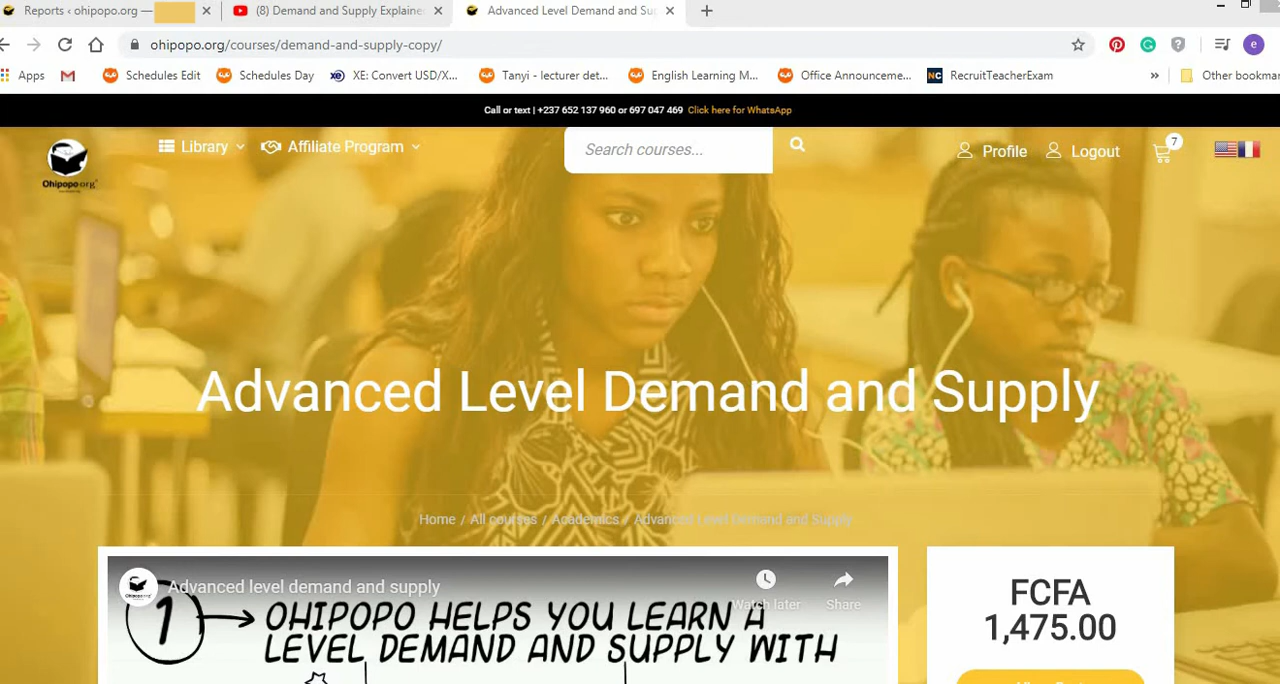 Reports ‹ ohipopo.org —
(8) Demand and Supply Explaine
Advanced Level Demand and Su
ohipopo.org/courses/demand-and-supply-copy/
e
Apps
Schedules Edit
Schedules Day
XE: Convert USD/X...
Tanyi - lecturer det...
English Learning M...
Office Announceme...
NC RecruitTeacherExam
»
Other bookmar
Call or text | +237 652 137 960 or 697 047 469 Click here for WhatsApp
Ohipopo.org
Library
Affiliate Program
Search courses...
Profile
Logout
7
Advanced Level Demand and Supply
Home / All courses / Academics / Advanced Level Demand and Supply
Advanced level demand and supply
Watch later
Share
1 OHIPOPO HELPS YOU LEARN A
LEVEL DEMAND AND SUPPLY WITH
FCFA
1,475.00